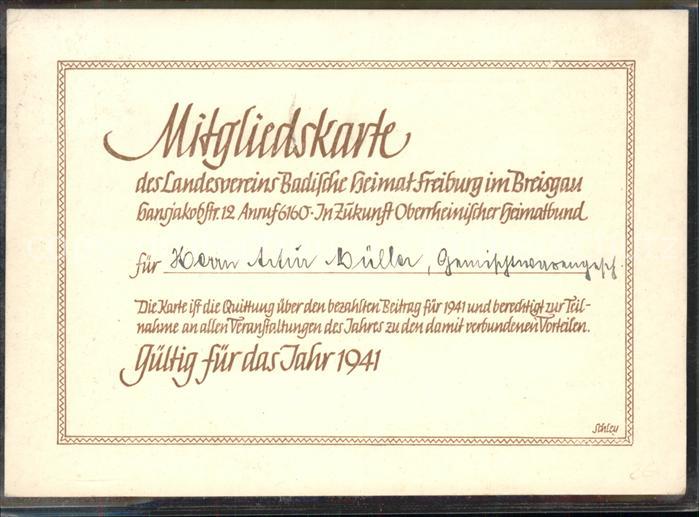 Mitgliedskarte
des Landesvereins Badische Heimat Freiburg im Breisgau
Hansjakobstr. 12 Anruf 6160 · In Zukunft Oberrheinischer Heimatbund
für Herrn Artur Müller, Gemischtwarengesch.
Die Karte ist die Quittung über den bezahlten Beitrag für 1941 und berechtigt zur Teil-
nahme an allen Veranstaltungen des Jahres zu den damit verbundenen Vorteilen.
Gültig für das Jahr 1941
Schley